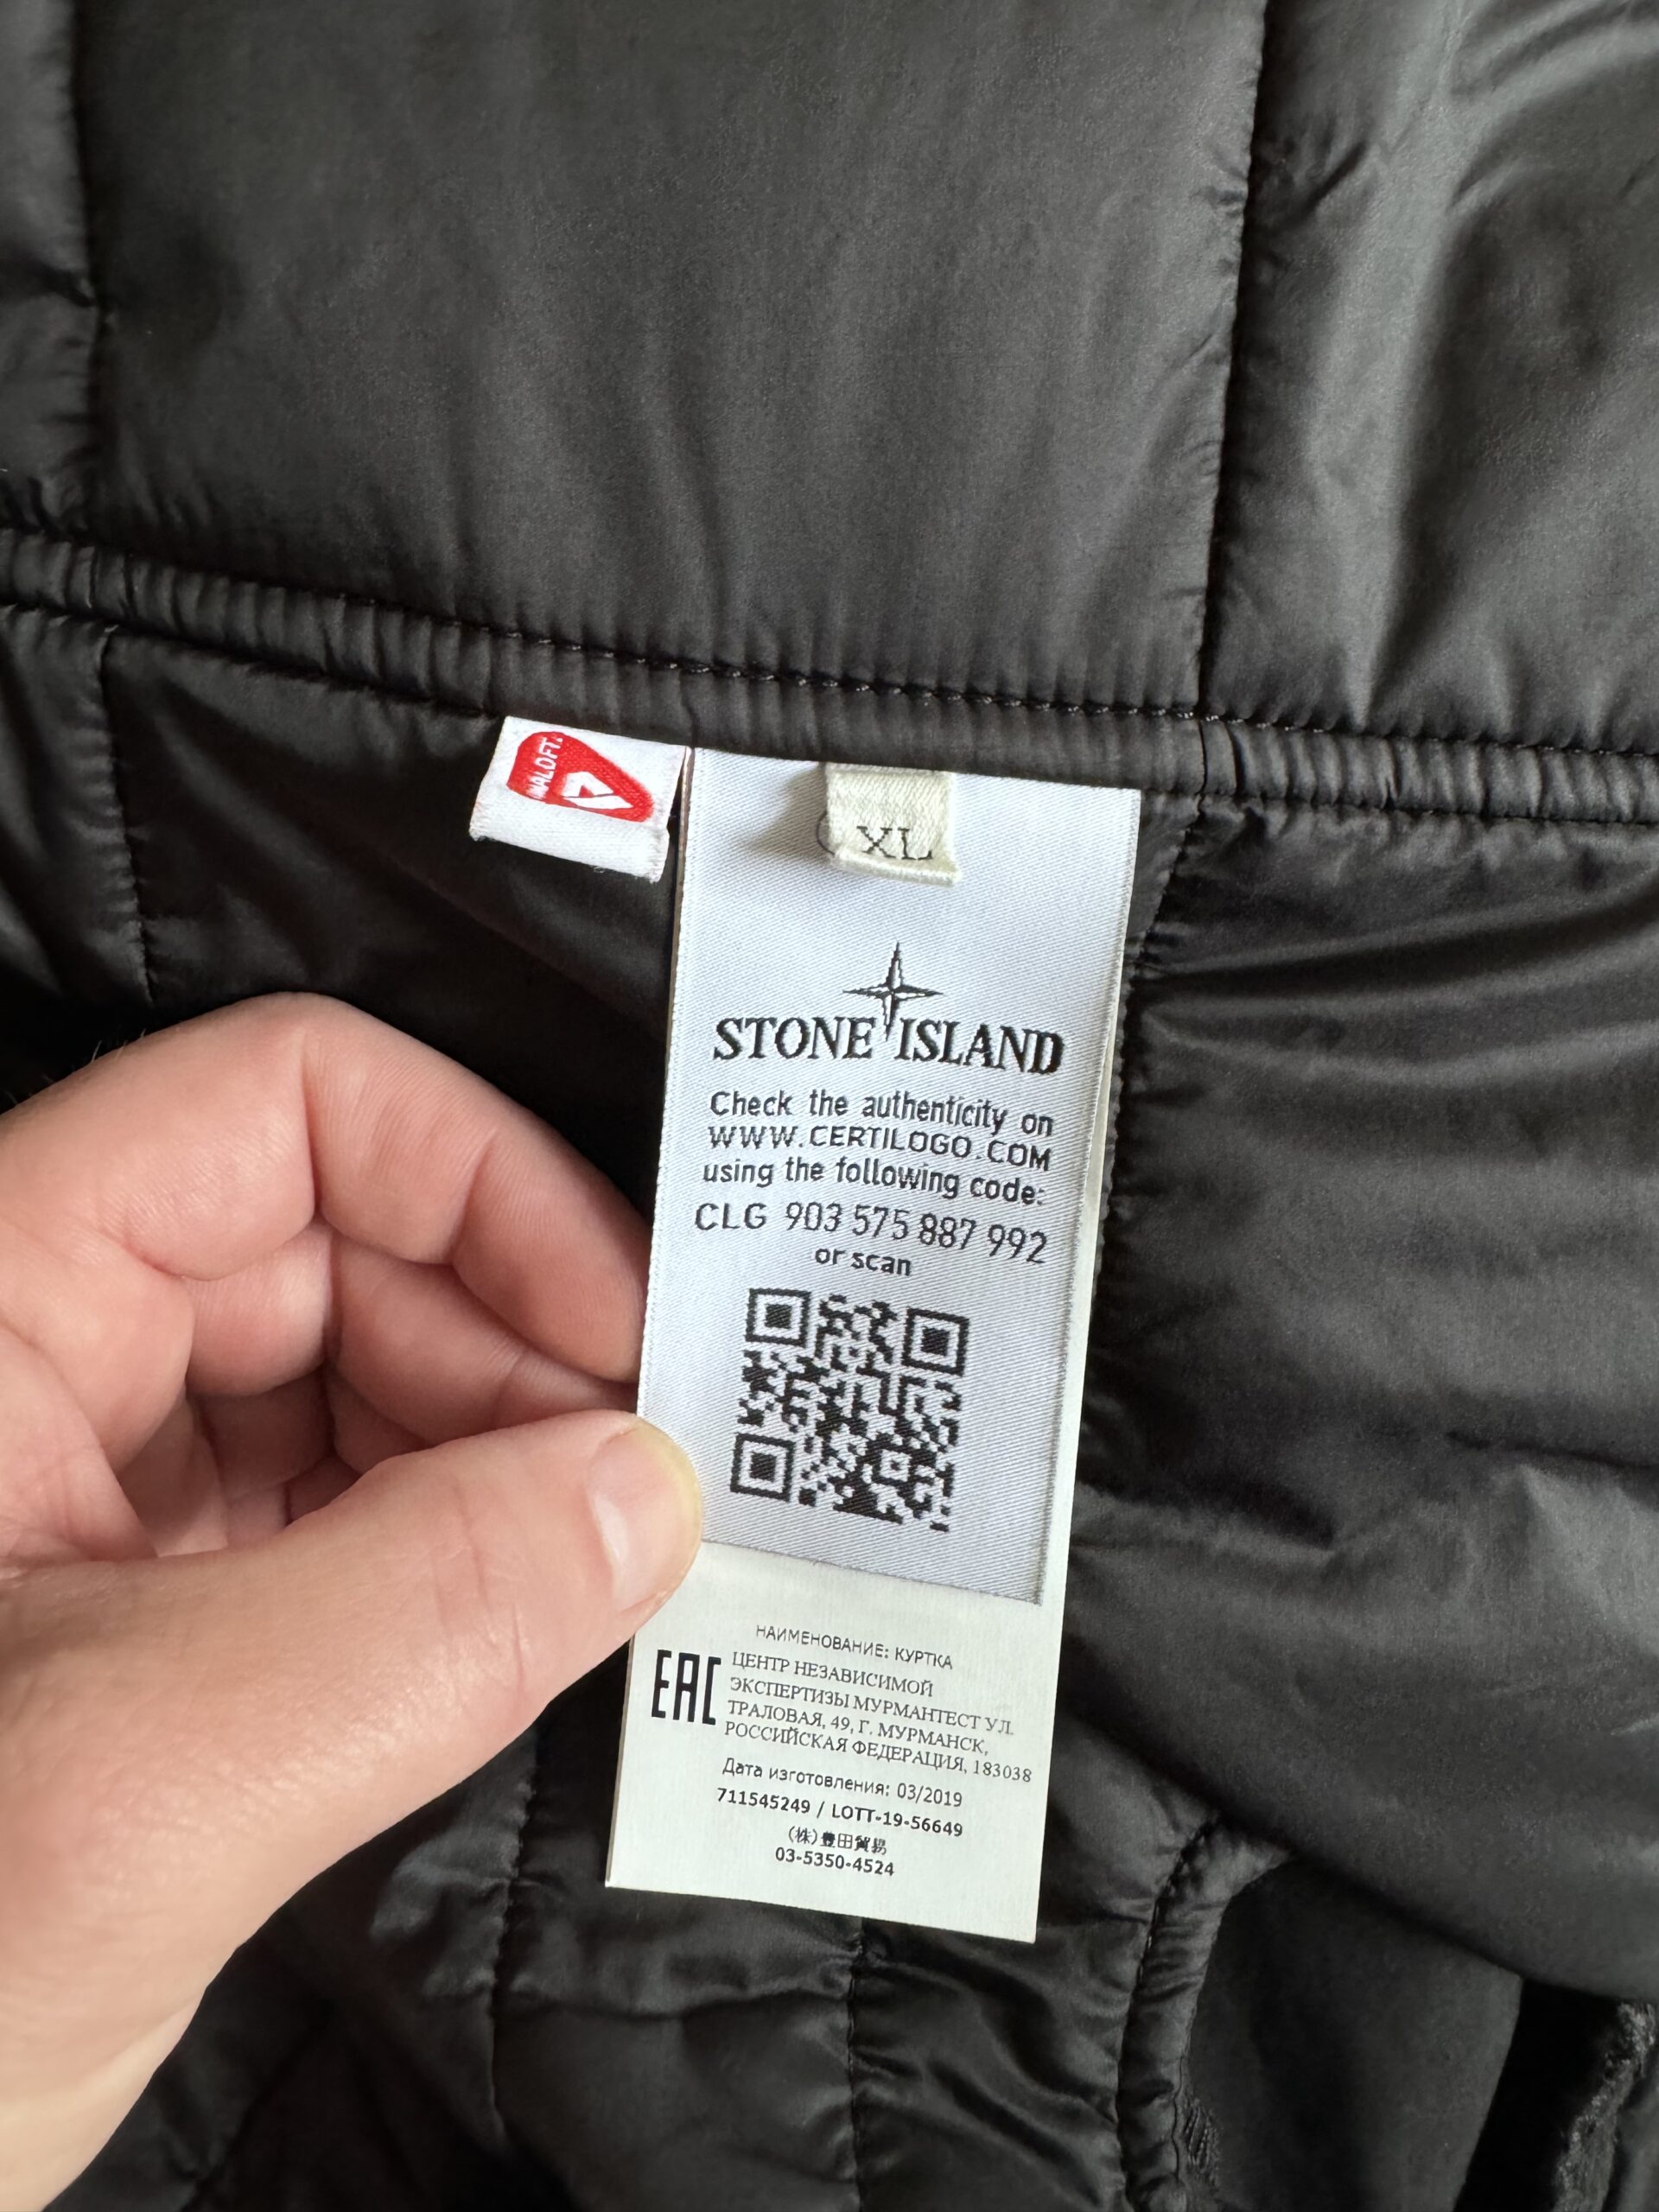 XL
STONE ISLAND
Check the authenticity on
WWW.CERTILOGO.COM
using the following code:
CLG 903 575 887 992
or scan
НАИМЕНОВАНИЕ: КУРТКА
EAC
ЦЕНТР НЕЗАВИСИМОЙ
ЭКСПЕРТИЗЫ МУРМАНТЕСТ УЛ.
ТРАЛОВАЯ, 49, Г. МУРМАНСК,
РОССИЙСКАЯ ФЕДЕРАЦИЯ, 183038
Дата изготовления: 03/2019
711545249 / LOTT-19-56649
(株)豊田貿易
03-5350-4524